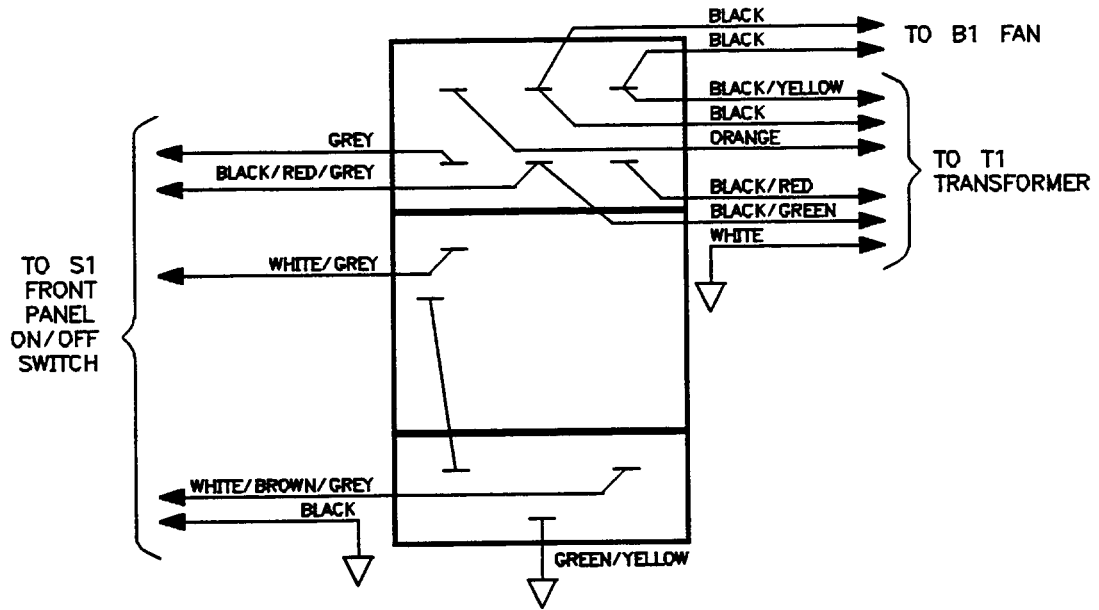 BLACK
BLACK
TO B1 FAN
BLACK/YELLOW
BLACK
ORANGE
GREY
BLACK/RED/GREY
BLACK/RED
BLACK/GREEN
WHITE
TO T1
TRANSFORMER
WHITE/GREY
TO S1
FRONT
PANEL
ON/OFF
SWITCH
WHITE/BROWN/GREY
BLACK
GREEN/YELLOW